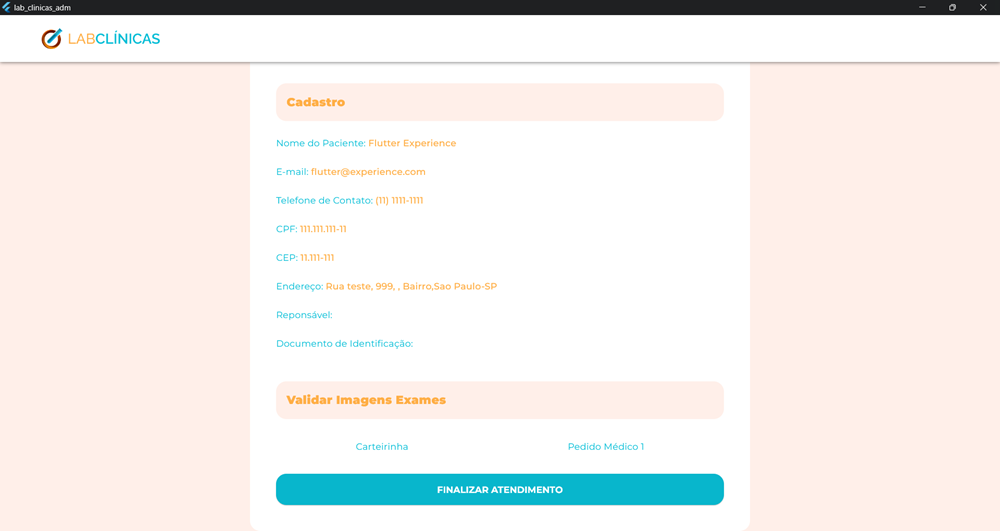 lab_clinicas_adm
LABCLÍNICAS
Cadastro
Nome do Paciente: Flutter Experience
E-mail: flutter@experience.com
Telefone de Contato: (11) 1111-1111
CPF: 111.111.111-11
CEP: 11.111-111
Endereço: Rua teste, 999, , Bairro,Sao Paulo-SP
Reponsável:
Documento de Identificação:
Validar Imagens Exames
Carteirinha Pedido Médico 1
FINALIZAR ATENDIMENTO